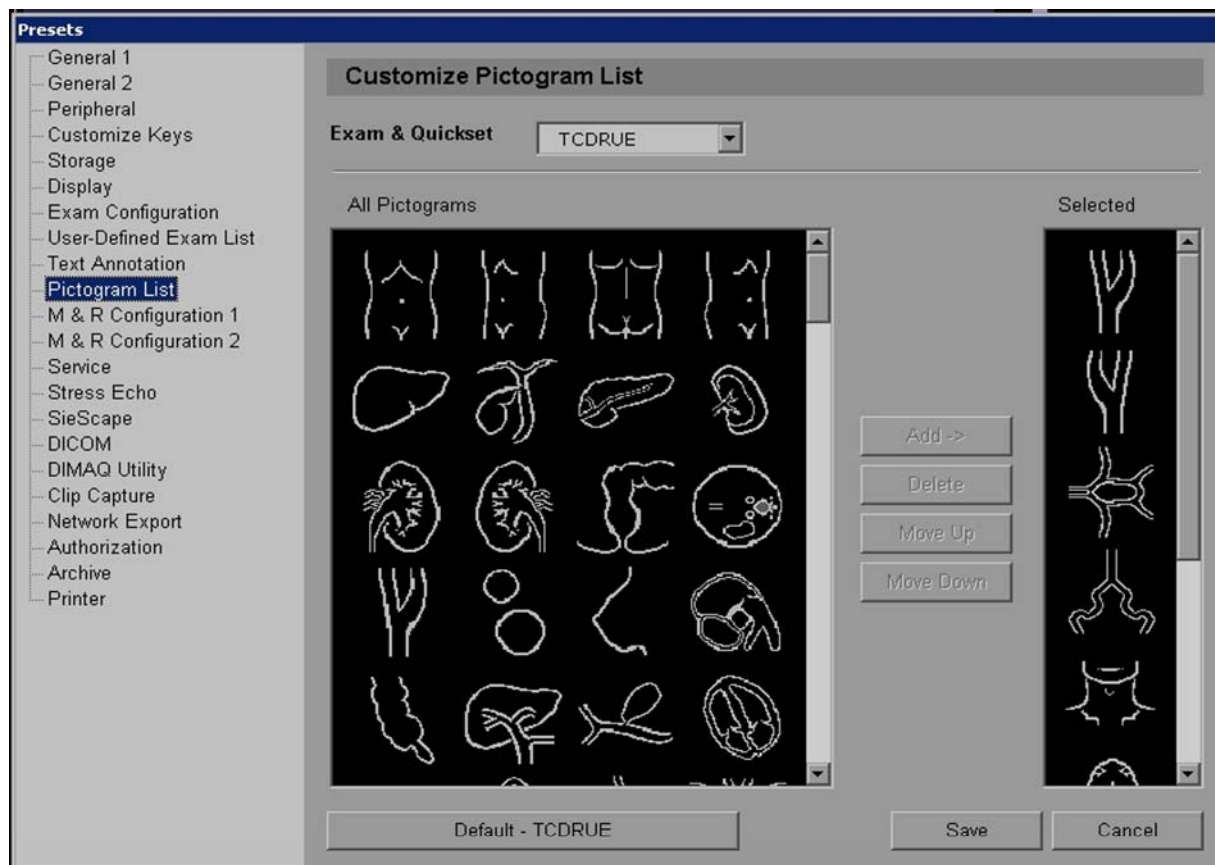 Presets
General 1
General 2
Peripheral
Customize Keys
Storage
Display
Exam Configuration
User-Defined Exam List
Text Annotation
Pictogram List
M & R Configuration 1
M & R Configuration 2
Service
Stress Echo
SieScape
DICOM
DIMAQ Utility
Clip Capture
Network Export
Authorization
Archive
Printer
Customize Pictogram List
Exam & Quickset
TCDRUE
All Pictograms
Selected
Add ->
Delete
Move Up
Move Down
Default - TCDRUE
Save
Cancel